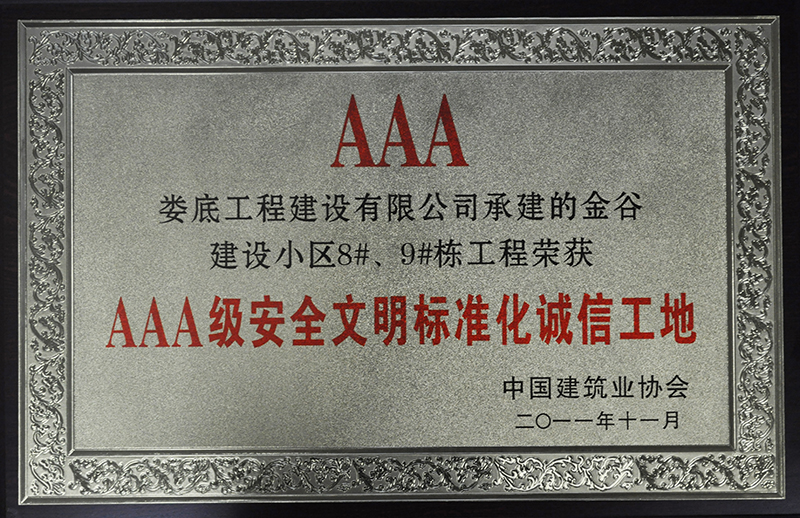 AAA
娄底工程建设有限公司承建的金谷
建设小区8#、9#栋工程荣获
AAA级安全文明标准化诚信工地
中国建筑业协会
二〇一一年十一月